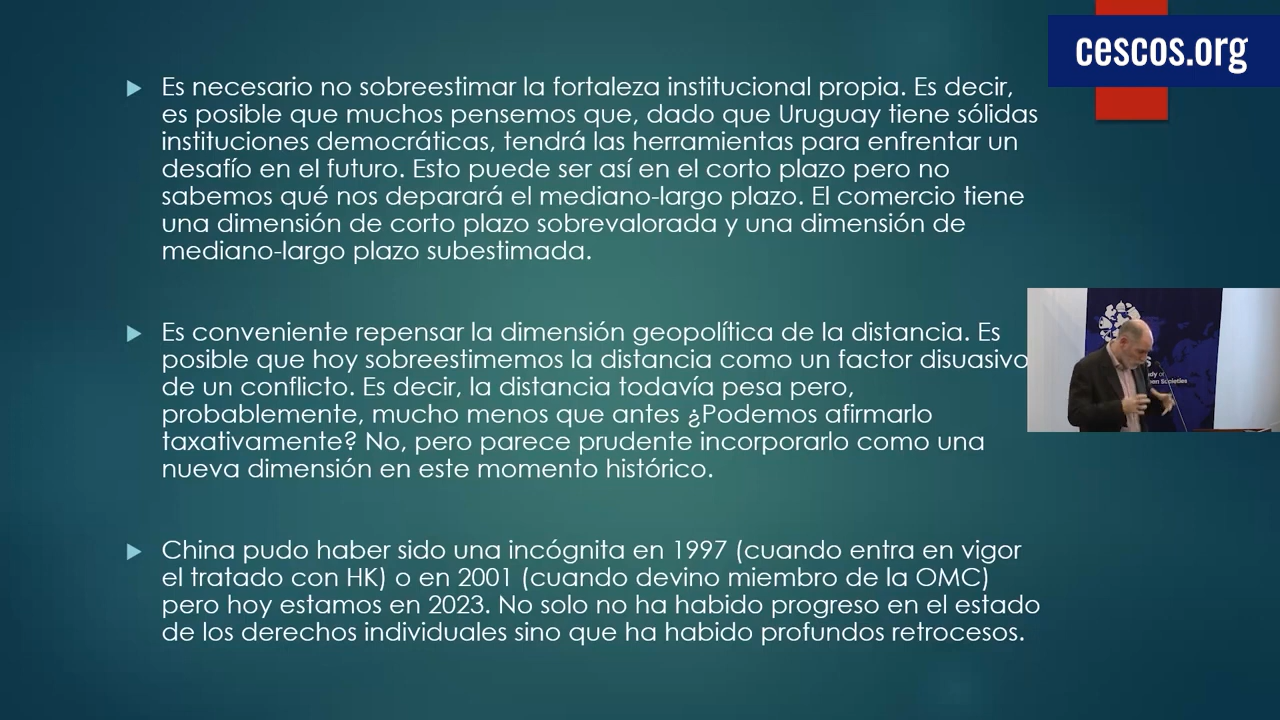 cescos.org
Es necesario no sobreestimar la fortaleza institucional propia. Es decir,
es posible que muchos pensemos que, dado que Uruguay tiene sólidas
instituciones democráticas, tendrá las herramientas para enfrentar un
desafío en el futuro. Esto puede ser así en el corto plazo pero no
sabemos qué nos deparará el mediano-largo plazo. El comercio tiene
una dimensión de corto plazo sobrevalorada y una dimensión de
mediano-largo plazo subestimada.
Es conveniente repensar la dimensión geopolítica de la distancia. Es
posible que hoy sobreestimemos la distancia como un factor disuasivo
de un conflicto. Es decir, la distancia todavía pesa pero,
probablemente, mucho menos que antes ¿Podemos afirmarlo
taxativamente? No, pero parece prudente incorporarlo como una
nueva dimensión en este momento histórico.
China pudo haber sido una incógnita en 1997 (cuando entra en vigor
el tratado con HK) o en 2001 (cuando devino miembro de la OMC)
pero hoy estamos en 2023. No solo no ha habido progreso en el estado
de los derechos individuales sino que ha habido profundos retrocesos.